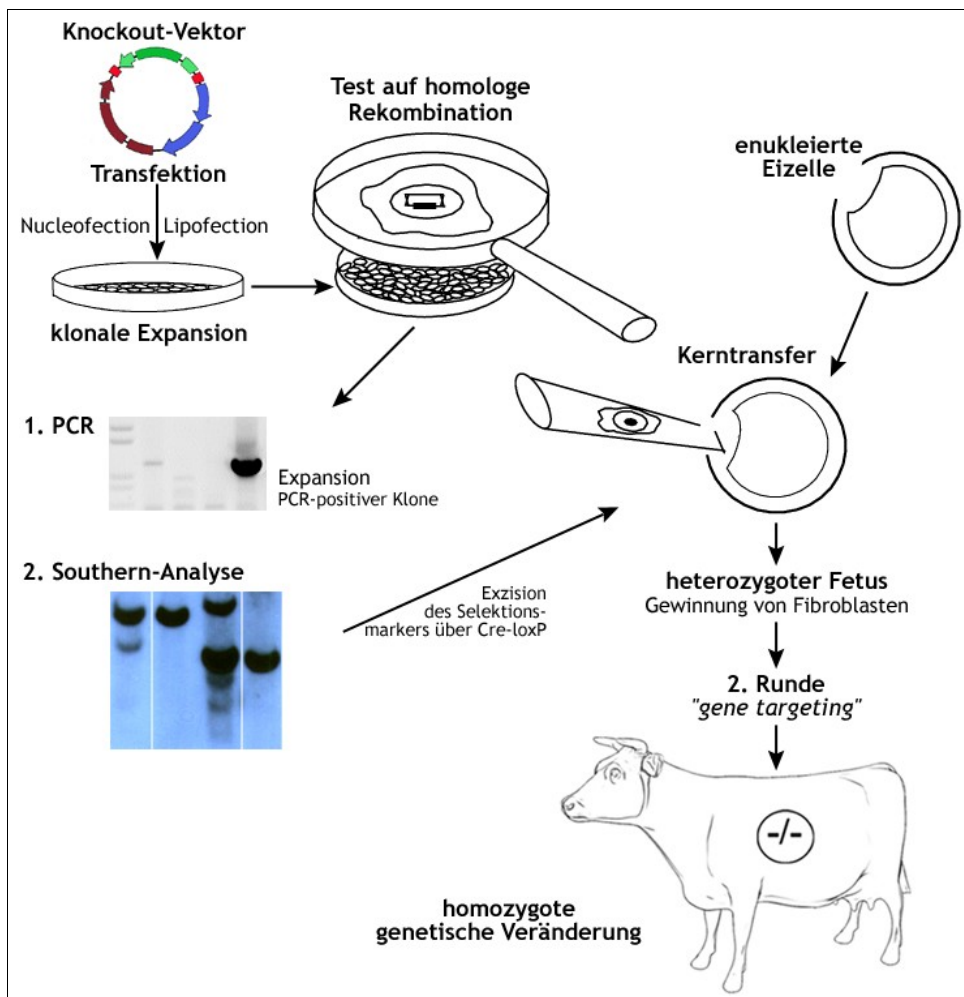 Knockout-Vektor
Transfektion
Nucleofection Lipofection
klonale Expansion
Test auf homologe
Rekombination
enukleierte
Eizelle
Kerntransfer
1. PCR
Expansion
PCR-positiver Klone
2. Southern-Analyse
Exzision
des Selektions-
markers über Cre-loxP
heterozygoter Fetus
Gewinnung von Fibroblasten
2. Runde
"gene targeting"
-/-
homozygote
genetische Veränderung